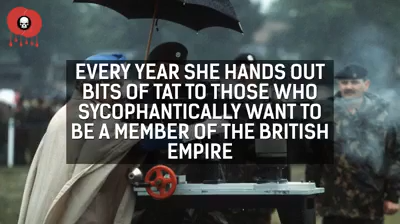 EVERY YEAR SHE HANDS OUT
BITS OF TAT TO THOSE WHO
SYCOPHANTICALLY WANT TO
BE A MEMBER OF THE BRITISH
EMPIRE